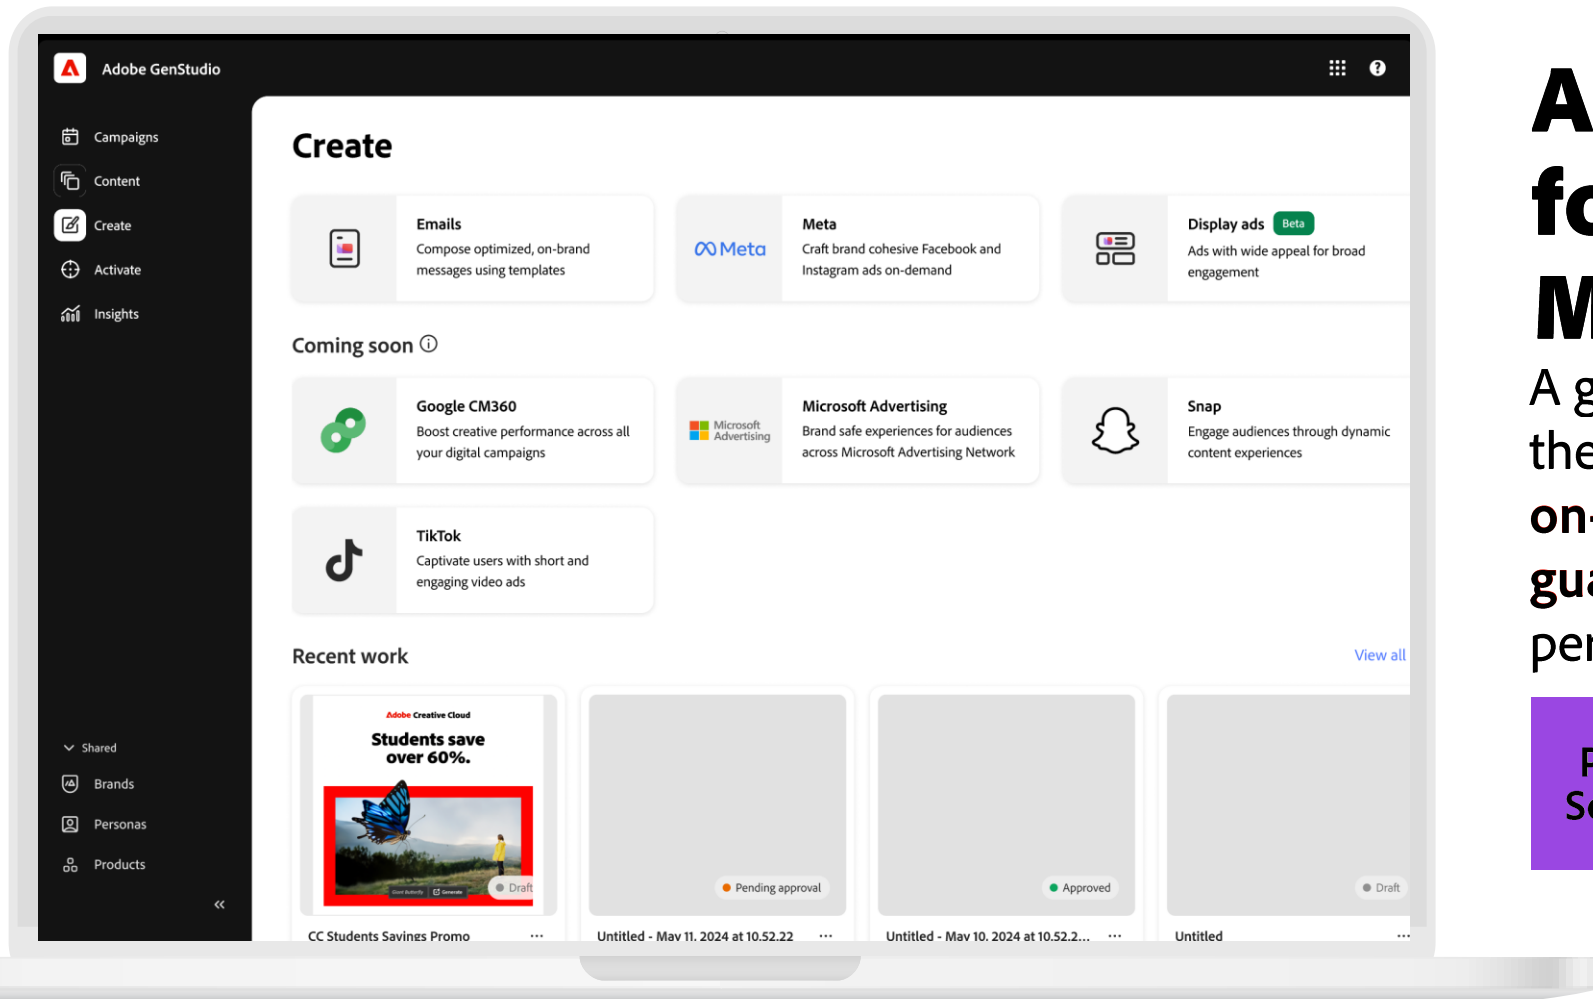 Adobe GenStudio
Campaigns
Content
Create
Activate
Insights
Shared
Brands
Personas
Products
Create
Emails
Compose optimized, on-brand
messages using templates
Meta
Meta
Craft brand cohesive Facebook and
Instagram ads on-demand
Display ads Beta
Ads with wide appeal for broad
engagement
Coming soon
Google CM360
Boost creative performance across all
your digital campaigns
Microsoft
Advertising
Microsoft Advertising
Brand safe experiences for audiences
across Microsoft Advertising Network
Snap
Engage audiences through dynamic
content experiences
TikTok
Captivate users with short and
engaging video ads
Recent work
View all
Adobe Creative Cloud
Students save
over 60%.
Giant Butterfly
Generate
Draft
CC Students Savings Promo
Pending approval
Untitled - May 11, 2024 at 10.52.22
Approved
Untitled - May 10, 2024 at 10.52.2...
Draft
Untitled
A
A
the
on-